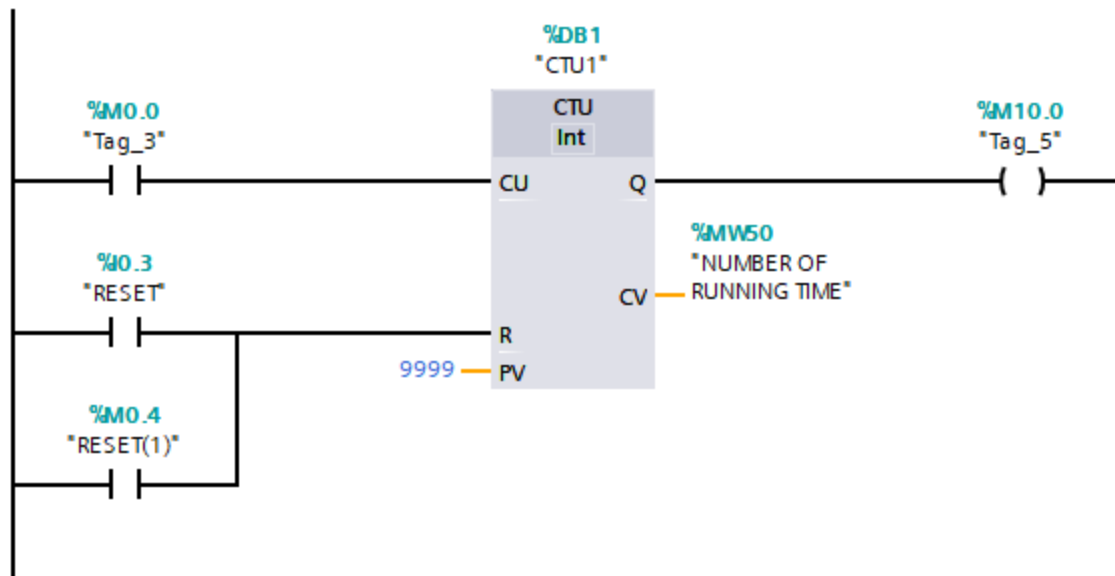 %DB1
"CTU1"
%M0.0
"Tag_3"
CTU
Int
%M10.0
"Tag_5"
CU
Q
%I0.3
"RESET"
%MW50
"NUMBER OF
RUNNING TIME"
CV
R
9999
PV
%M0.4
"RESET(1)"